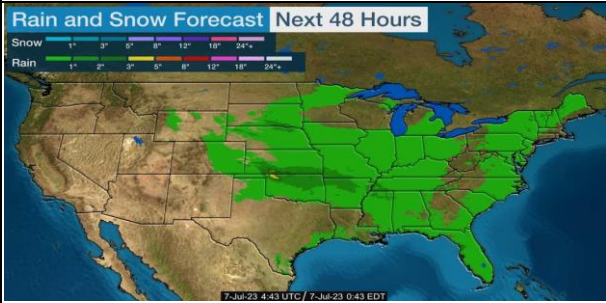 Rain and Snow Forecast Next 48 Hours
Snow
1" 3" 5" 8" 12" 18" 24"+
Rain
1" 2" 3" 5" 8" 12" 18" 24"+
7-Jul-23 4:43 UTC / 7-Jul-23 0:43 EDT